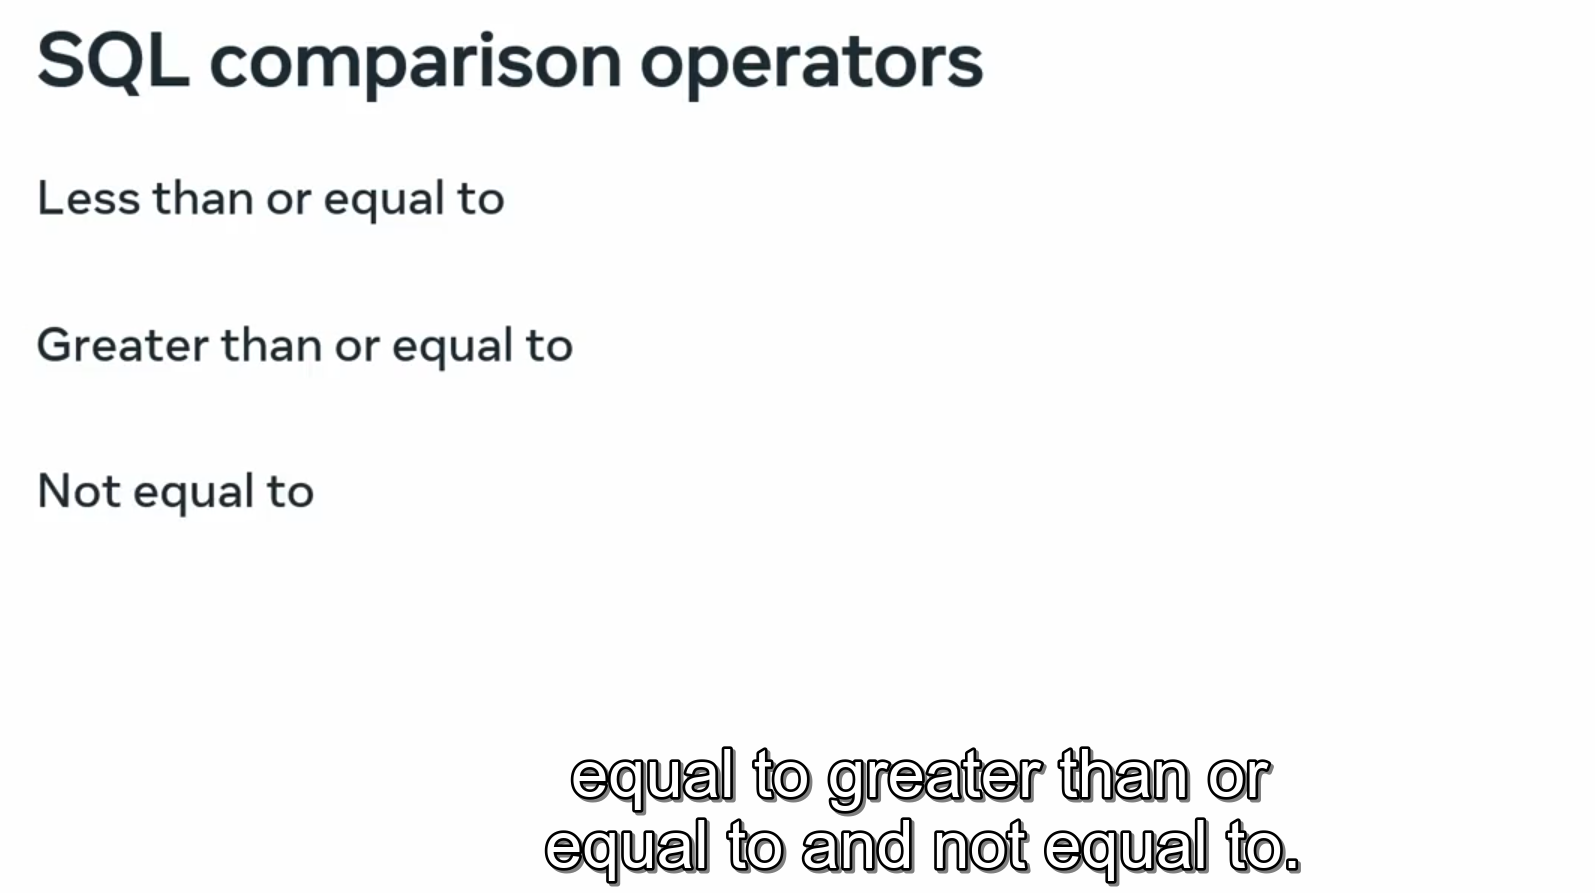 SQL comparison operators
Less than or equal to
Greater than or equal to
Not equal to
equal to greater than or
equal to and not equal to.